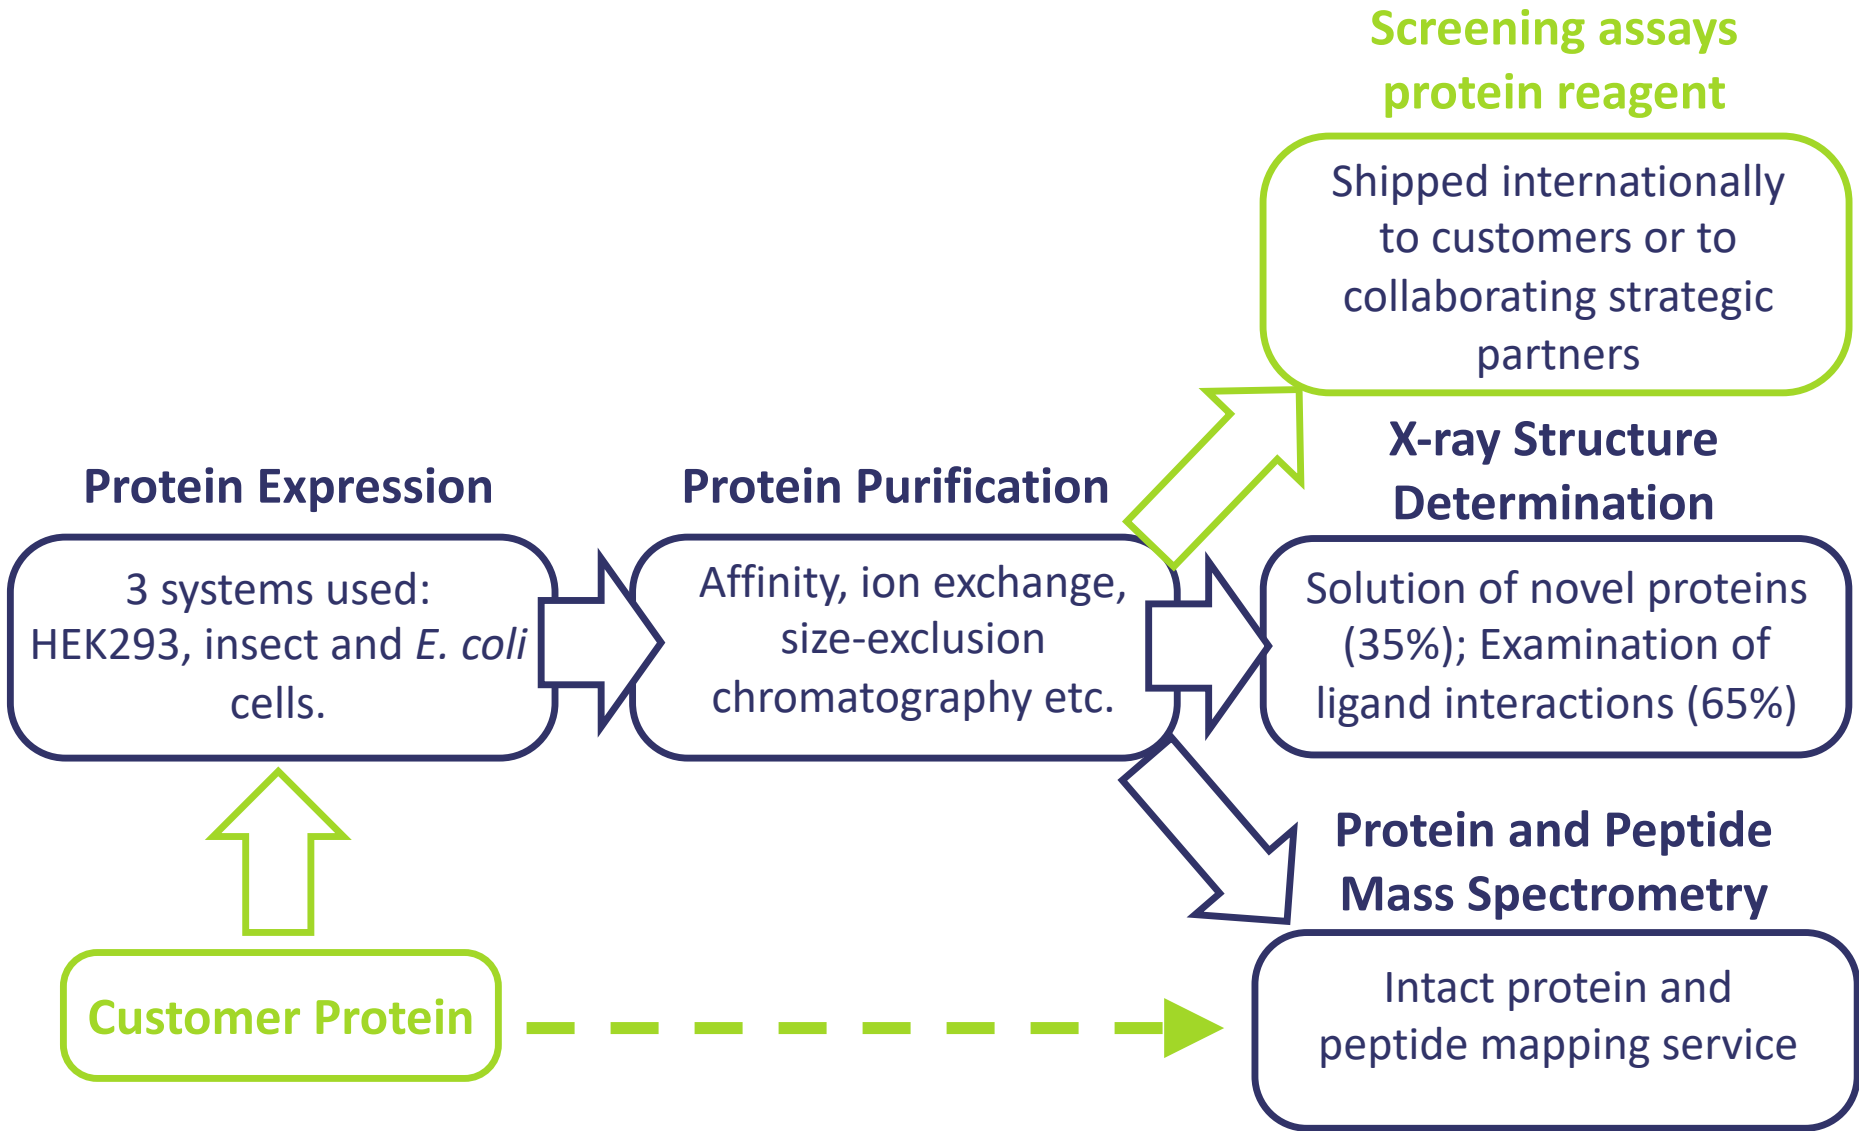 Screening assays
protein reagent
Shipped internationally
to customers or to
collaborating strategic
partners
Protein Expression
3 systems used:
HEK293, insect and E. coli
cells.
Protein Purification
Affinity, ion exchange,
size-exclusion
chromatography etc.
X-ray Structure
Determination
Solution of novel proteins
(35%); Examination of
ligand interactions (65%)
Protein and Peptide
Mass Spectrometry
Intact protein and
peptide mapping service
Customer Protein